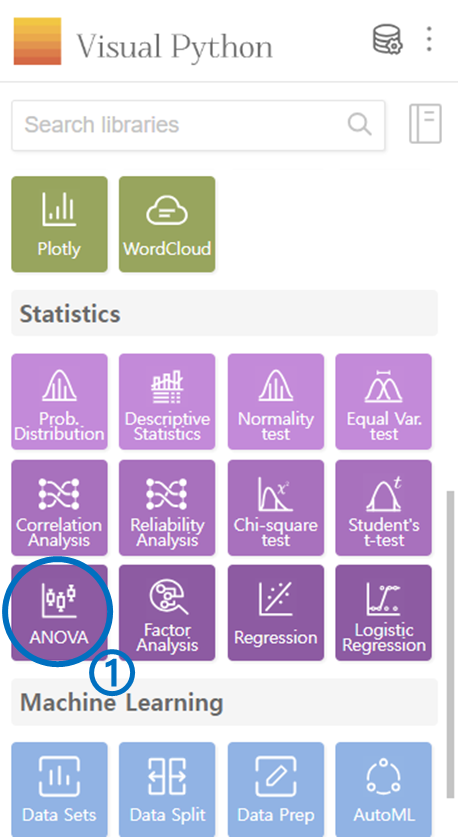 Visual Python
Search libraries
Plotly
WordCloud
Statistics
Prob.
Distribution
Descriptive
Statistics
Normality
test
Equal Var.
test
Correlation
Analysis
Reliability
Analysis
Chi-square
test
Student's
t-test
ANOVA
Factor
Analysis
Regression
Logistic
Regression
1
Machine Learning
Data Sets
Data Split
Data Prep
AutoML